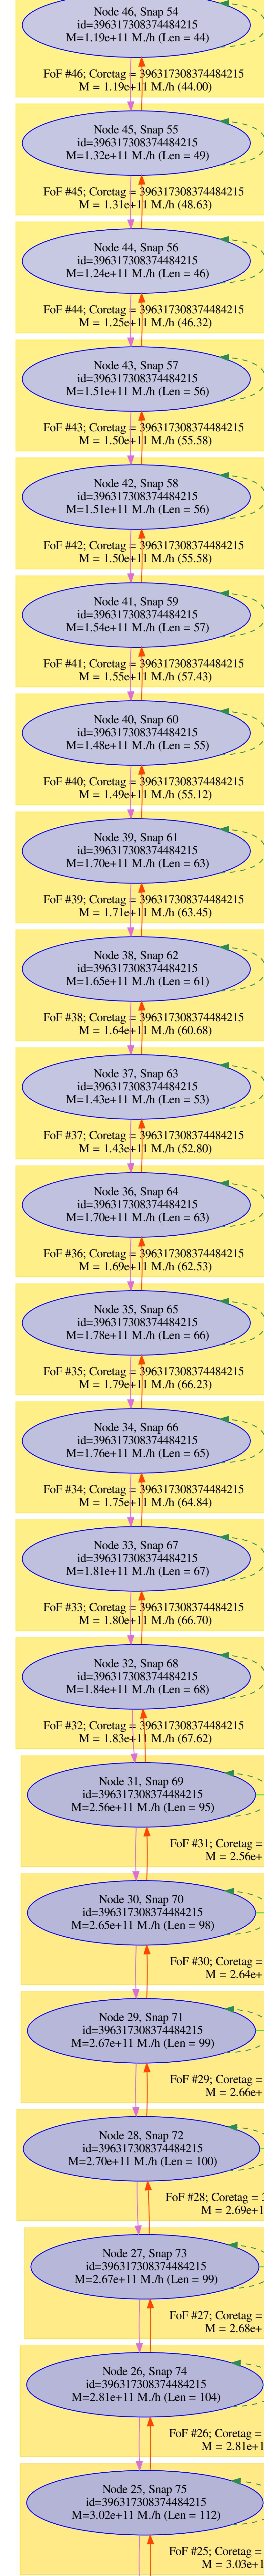 Node 46, Snap 54
id=396317308374484215
M=1.19e+11 M./h (Len = 44)
FoF #46; Coretag = 396317308374484215
M = 1.19e+11 M./h (44.00)
Node 45, Snap 55
id=396317308374484215
M=1.32e+11 M./h (Len = 49)
FoF #45; Coretag = 396317308374484215
M = 1.31e+11 M./h (48.63)
Node 44, Snap 56
id=396317308374484215
M=1.24e+11 M./h (Len = 46)
FoF #44; Coretag = 396317308374484215
M = 1.25e+11 M./h (46.32)
Node 43, Snap 57
id=396317308374484215
M=1.51e+11 M./h (Len = 56)
FoF #43; Coretag = 396317308374484215
M = 1.50e+11 M./h (55.58)
Node 42, Snap 58
id=396317308374484215
M=1.51e+11 M./h (Len = 56)
FoF #42; Coretag = 396317308374484215
M = 1.50e+11 M./h (55.58)
Node 41, Snap 59
id=396317308374484215
M=1.54e+11 M./h (Len = 57)
FoF #41; Coretag = 396317308374484215
M = 1.55e+11 M./h (57.43)
Node 40, Snap 60
id=396317308374484215
M=1.48e+11 M./h (Len = 55)
FoF #40; Coretag = 396317308374484215
M = 1.49e+11 M./h (55.12)
Node 39, Snap 61
id=396317308374484215
M=1.70e+11 M./h (Len = 63)
FoF #39; Coretag = 396317308374484215
M = 1.71e+11 M./h (63.45)
Node 38, Snap 62
id=396317308374484215
M=1.65e+11 M./h (Len = 61)
FoF #38; Coretag = 396317308374484215
M = 1.64e+11 M./h (60.68)
Node 37, Snap 63
id=396317308374484215
M=1.43e+11 M./h (Len = 53)
FoF #37; Coretag = 396317308374484215
M = 1.43e+11 M./h (52.80)
Node 36, Snap 64
id=396317308374484215
M=1.70e+11 M./h (Len = 63)
FoF #36; Coretag = 396317308374484215
M = 1.69e+11 M./h (62.53)
Node 35, Snap 65
id=396317308374484215
M=1.78e+11 M./h (Len = 66)
FoF #35; Coretag = 396317308374484215
M = 1.79e+11 M./h (66.23)
Node 34, Snap 66
id=396317308374484215
M=1.76e+11 M./h (Len = 65)
FoF #34; Coretag = 396317308374484215
M = 1.75e+11 M./h (64.84)
Node 33, Snap 67
id=396317308374484215
M=1.81e+11 M./h (Len = 67)
FoF #33; Coretag = 396317308374484215
M = 1.80e+11 M./h (66.70)
Node 32, Snap 68
id=396317308374484215
M=1.84e+11 M./h (Len = 68)
FoF #32; Coretag = 396317308374484215
M = 1.83e+11 M./h (67.62)
Node 31, Snap 69
id=396317308374484215
M=2.56e+11 M./h (Len = 95)
FoF #31; Coretag =
M = 2.56e+
Node 30, Snap 70
id=396317308374484215
M=2.65e+11 M./h (Len = 98)
FoF #30; Coretag =
M = 2.64e+
Node 29, Snap 71
id=396317308374484215
M=2.67e+11 M./h (Len = 99)
FoF #29; Coretag =
M = 2.66e+
Node 28, Snap 72
id=396317308374484215
M=2.70e+11 M./h (Len = 100)
FoF #28; Coretag = 3
M = 2.69e+1
Node 27, Snap 73
id=396317308374484215
M=2.67e+11 M./h (Len = 99)
FoF #27; Coretag =
M = 2.68e+
Node 26, Snap 74
id=396317308374484215
M=2.81e+11 M./h (Len = 104)
FoF #26; Coretag =
M = 2.81e+1
Node 25, Snap 75
id=396317308374484215
M=3.02e+11 M./h (Len = 112)
FoF #25; Coretag =
M = 3.03e+1